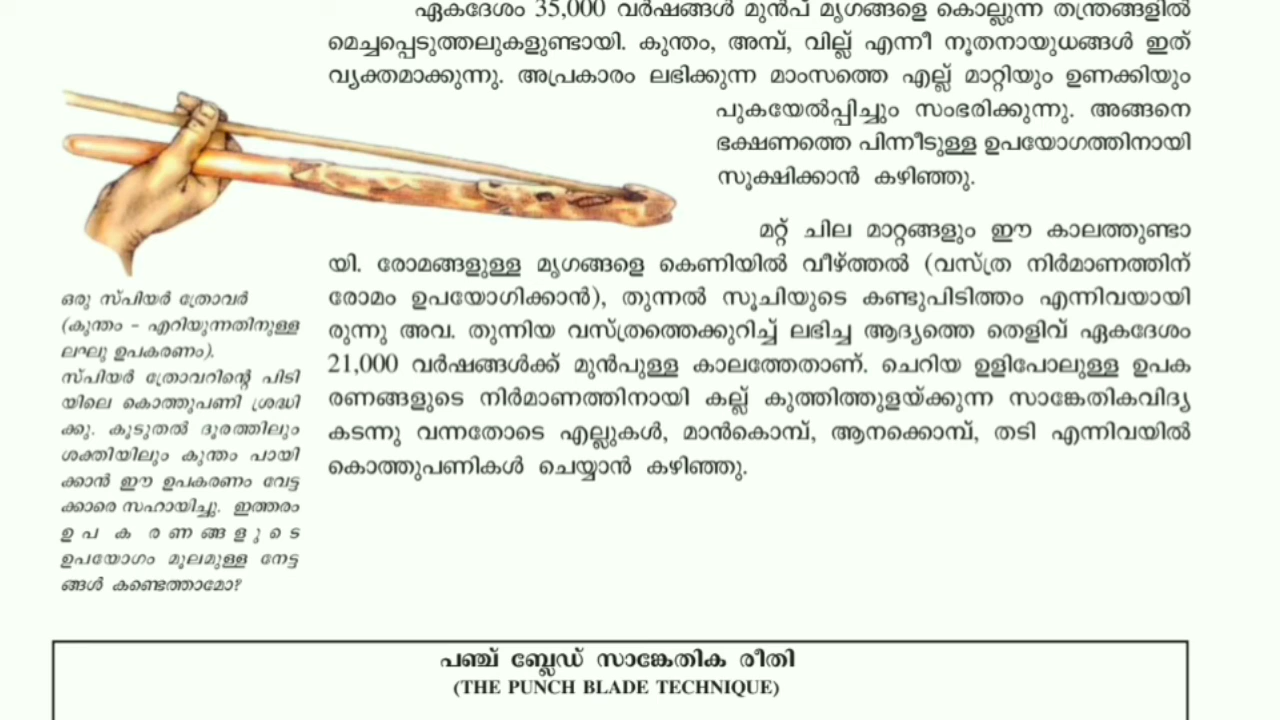 ഏകദേശം 35,000 വർഷങ്ങൾ മുൻപ് മൃഗങ്ങളെ കൊല്ലുന്ന തന്ത്രങ്ങളിൽ
മെച്ചപ്പെടുത്തലുകളുണ്ടായി. കുന്തം, അമ്പ്, വില്ല് എന്നീ നൂതനായുധങ്ങൾ ഇത്
വ്യക്തമാക്കുന്നു. അപ്രകാരം ലഭിക്കുന്ന മാംസത്തെ എല്ല് മാറ്റിയും ഉണക്കിയും
പുകയേൽപ്പിച്ചും സംഭരിക്കുന്നു. അങ്ങനെ
ഭക്ഷണത്തെ പിന്നീടുള്ള ഉപയോഗത്തിനായി
സൂക്ഷിക്കാൻ കഴിഞ്ഞു.
മറ്റ് ചില മാറ്റങ്ങളും ഈ കാലത്തുണ്ടാ
യി. രോമങ്ങളുള്ള മൃഗങ്ങളെ കെണിയിൽ വീഴ്ത്തൽ (വസ്ത്ര നിർമാണത്തിന്
രോമം ഉപയോഗിക്കാൻ), തുന്നൽ സൂചിയുടെ കണ്ടുപിടിത്തം എന്നിവയായി
രുന്നു അവ. തുന്നിയ വസ്ത്രത്തെക്കുറിച്ച് ലഭിച്ച ആദ്യത്തെ തെളിവ് ഏകദേശം
21,000 വർഷങ്ങൾക്ക് മുൻപുള്ള കാലത്തേതാണ്. ചെറിയ ഉളിപോലുള്ള ഉപക
രണങ്ങളുടെ നിർമാണത്തിനായി കല്ല് കുത്തിത്തുളയ്ക്കുന്ന സാങ്കേതികവിദ്യ
കടന്നു വന്നതോടെ എല്ലുകൾ, മാൻകൊമ്പ്, ആനക്കൊമ്പ്, തടി എന്നിവയിൽ
കൊത്തുപണികൾ ചെയ്യാൻ കഴിഞ്ഞു.
ഒരു സ്പിയർ ത്രോവർ
(കുന്തം - എറിയുന്നതിനുള്ള
ലഘു ഉപകരണം).
സ്പിയർ ത്രോവറിന്റെ പിടി
യിലെ കൊത്തുപണി ശ്രദ്ധി
ക്കു. കൂടുതൽ ദൂരത്തിലും
ശക്തിയിലും കുന്തം പായി
ക്കാൻ ഈ ഉപകരണം വേട്ട
ക്കാരെ സഹായിച്ചു. ഇത്തരം
ഉപകരണങ്ങളുടെ
ഉപയോഗം മൂലമുള്ള നേട്ട
ങ്ങൾ കണ്ടെത്താമോ?
പഞ്ച് ബ്ലേഡ് സാങ്കേതിക രീതി
(THE PUNCH BLADE TECHNIQUE)